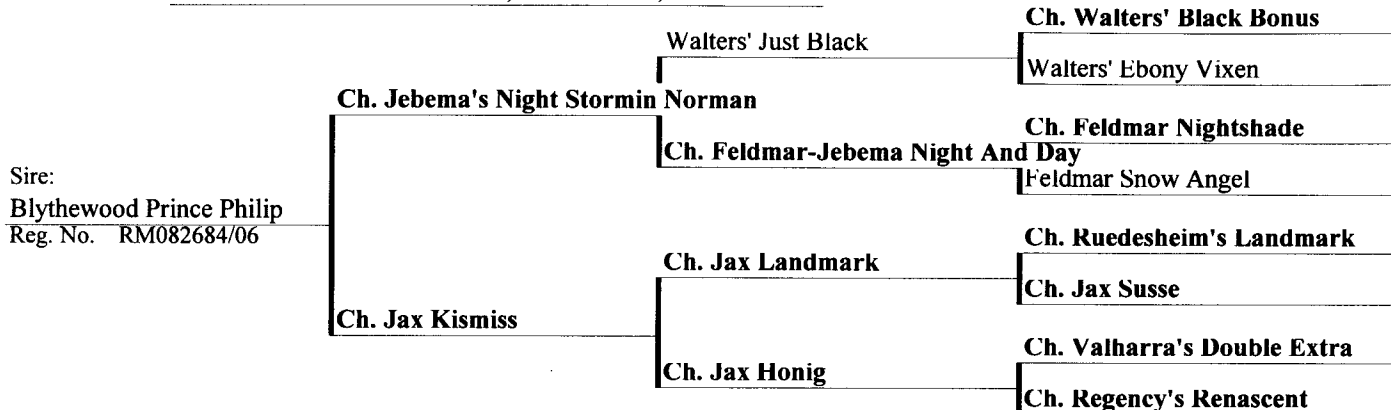 Ch. Walters' Black Bonus
Walters' Just Black
Walters' Ebony Vixen
Ch. Jebema's Night Stormin Norman
Ch. Feldmar Nightshade
Ch. Feldmar-Jebema Night And Day
Feldmar Snow Angel
Sire:
Blythewood Prince Philip
Reg. No. RM082684/06
Ch. Ruedesheim's Landmark
Ch. Jax Landmark
Ch. Jax Susse
Ch. Jax Kismiss
Ch. Valharra's Double Extra
Ch. Jax Honig
Ch. Regency's Renascent